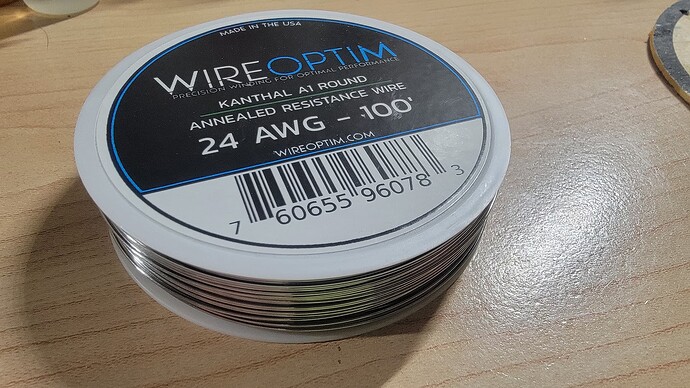 MADE IN THE USA
WIREOPTIM
PRECISION WINDING FOR OPTIMAL PERFORMANCE
KANTHAL A1 ROUND
ANNEALED RESISTANCE WIRE
24 AWG – 100'
WIREOPTIM.COM
7 60655 96078 3